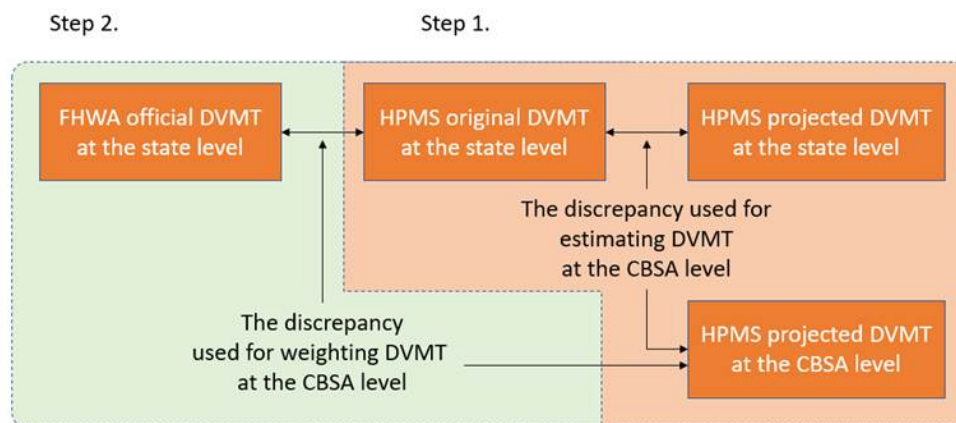 Step 2.
Step 1.
FHWA official DVMT
at the state level
HPMS original DVMT
at the state level
HPMS projected DVMT
at the state level
The discrepancy used for
estimating DVMT
at the CBSA level
The discrepancy
used for weighting DVMT
at the CBSA level
HPMS projected DVMT
at the CBSA level